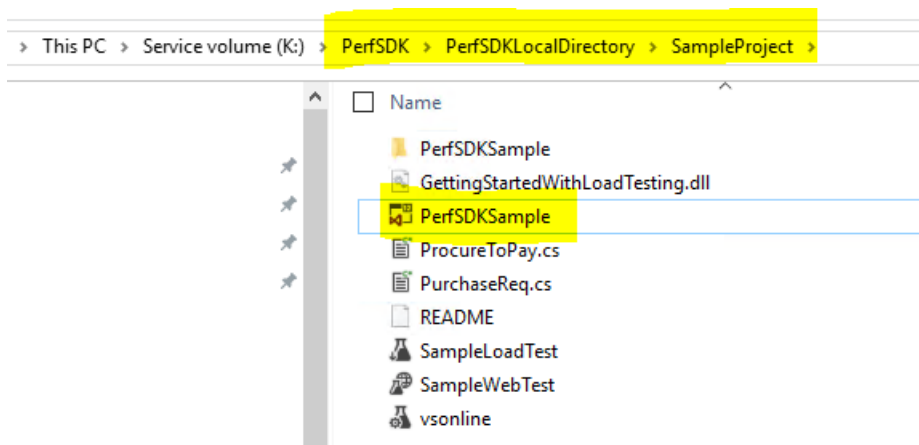 > This PC > Service volume (K:) > PerfSDK > PerfSDKLocalDirectory > SampleProject >
Name
PerfSDKSample
GettingStartedWithLoadTesting.dll
PerfSDKSample
ProcureToPay.cs
PurchaseReq.cs
README
SampleLoadTest
SampleWebTest
vsonline